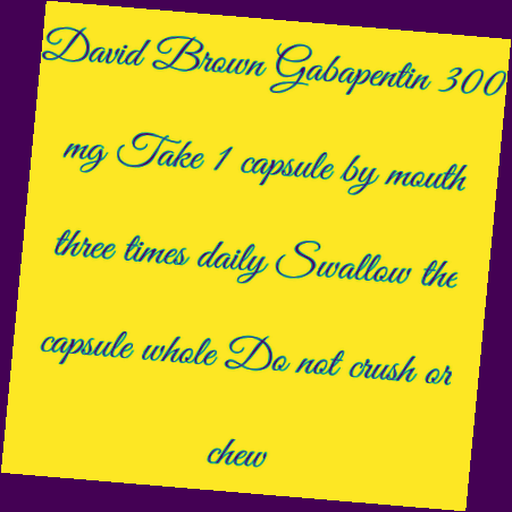 David Brown Gabapentin 300
mg Take 1 capsule by mouth
three times daily Swallow the
capsule whole Do not crush or
chew